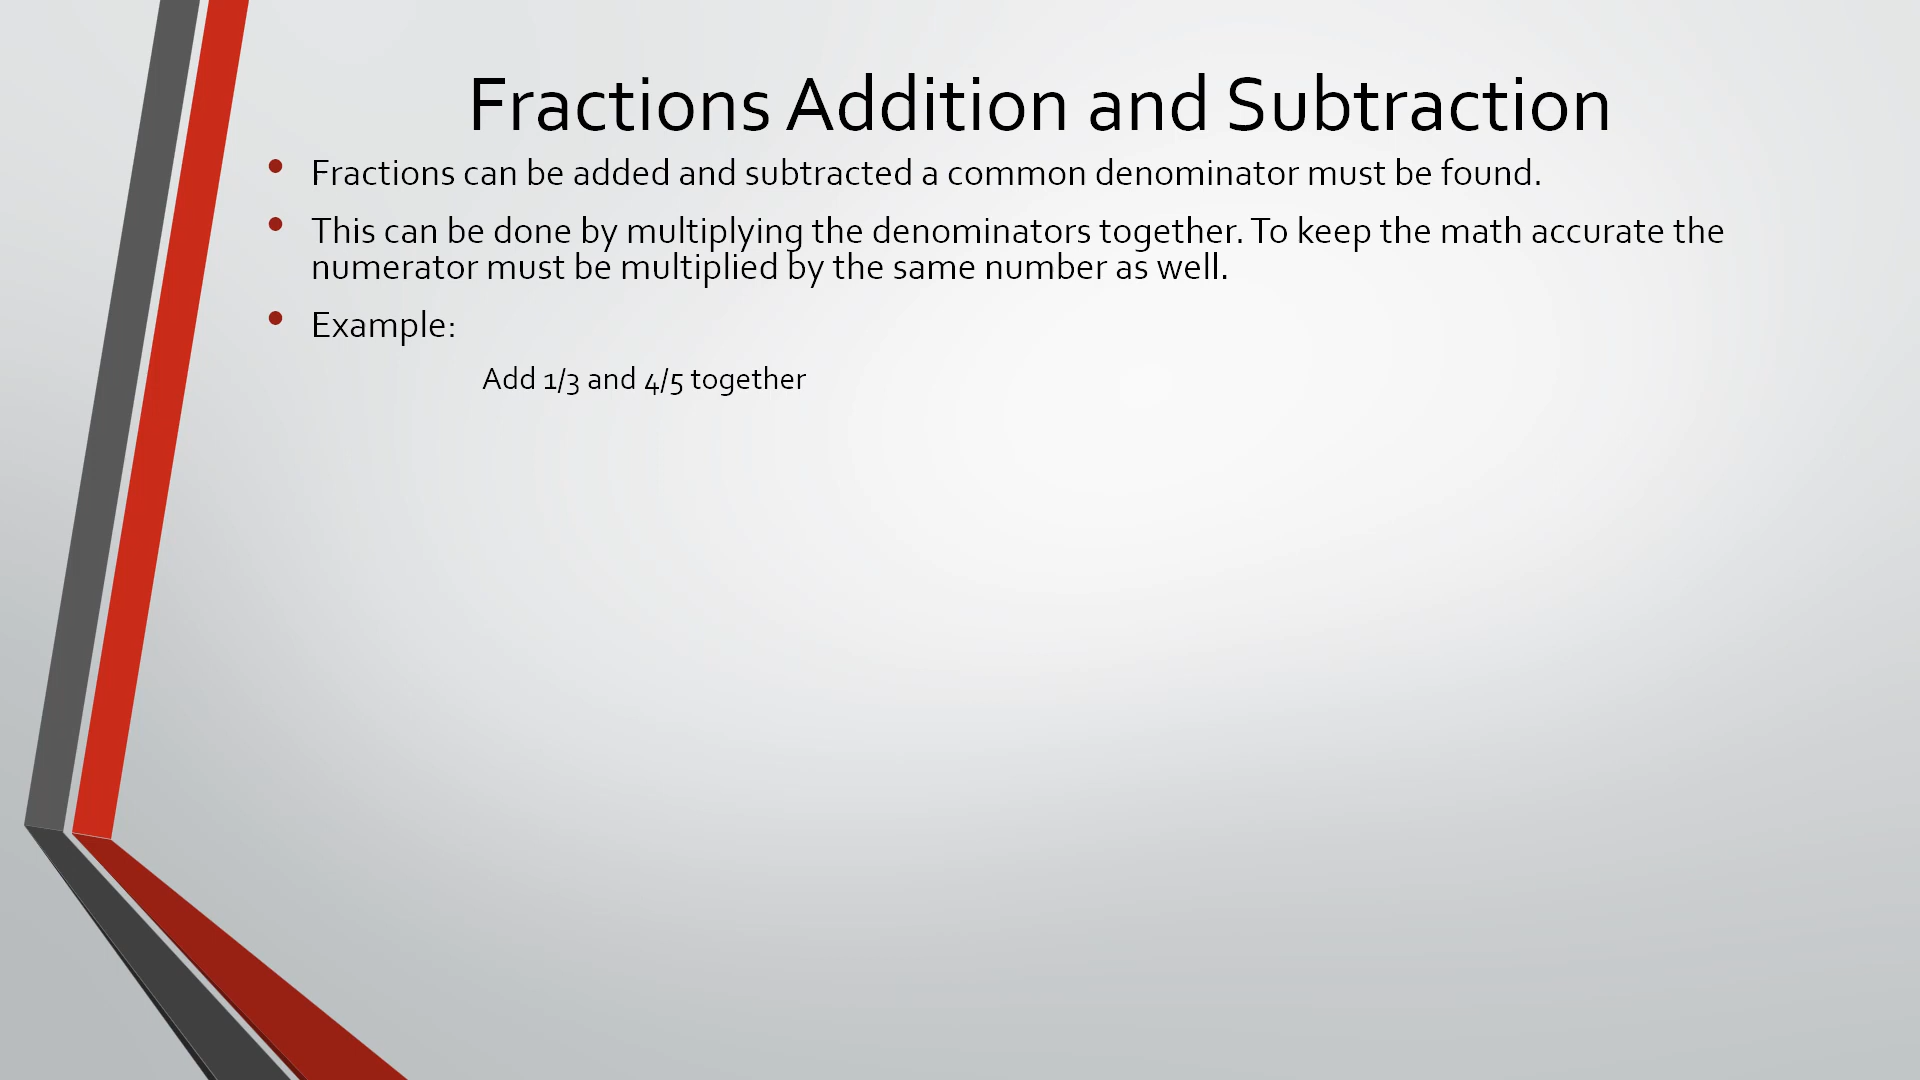 Fractions Addition and Subtraction
• Fractions can be added and subtracted a common denominator must be found.
• This can be done by multiplying the denominators together. To keep the math accurate the
numerator must be multiplied by the same number as well.
• Example:
Add 1/3 and 4/5 together